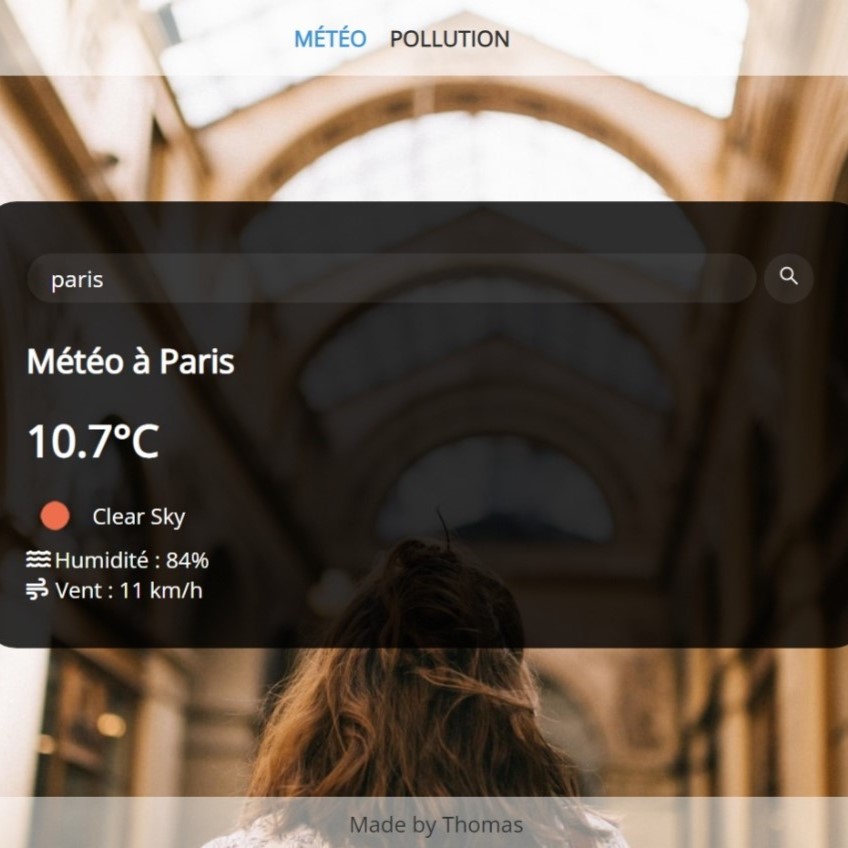 MÉTÉO POLLUTION
paris
Météo à Paris
10.7°C
Clear Sky
Humidité : 84%
Vent : 11 km/h
Made by Thomas